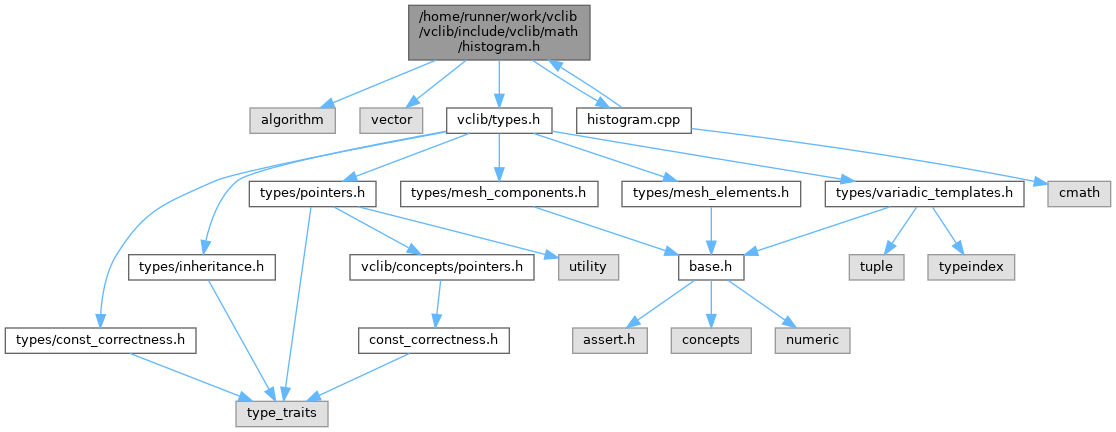 /home/runner/work/vclib
/vclib/include/vclib/math
/histogram.h
algorithm
vector
vclib/types.h
histogram.cpp
types/pointers.h
types/mesh_components.h
types/mesh_elements.h
types/variadic_templates.h
cmath
types/inheritance.h
vclib/concepts/pointers.h
utility
base.h
tuple
typeindex
types/const_correctness.h
const_correctness.h
assert.h
concepts
numeric
type_traits